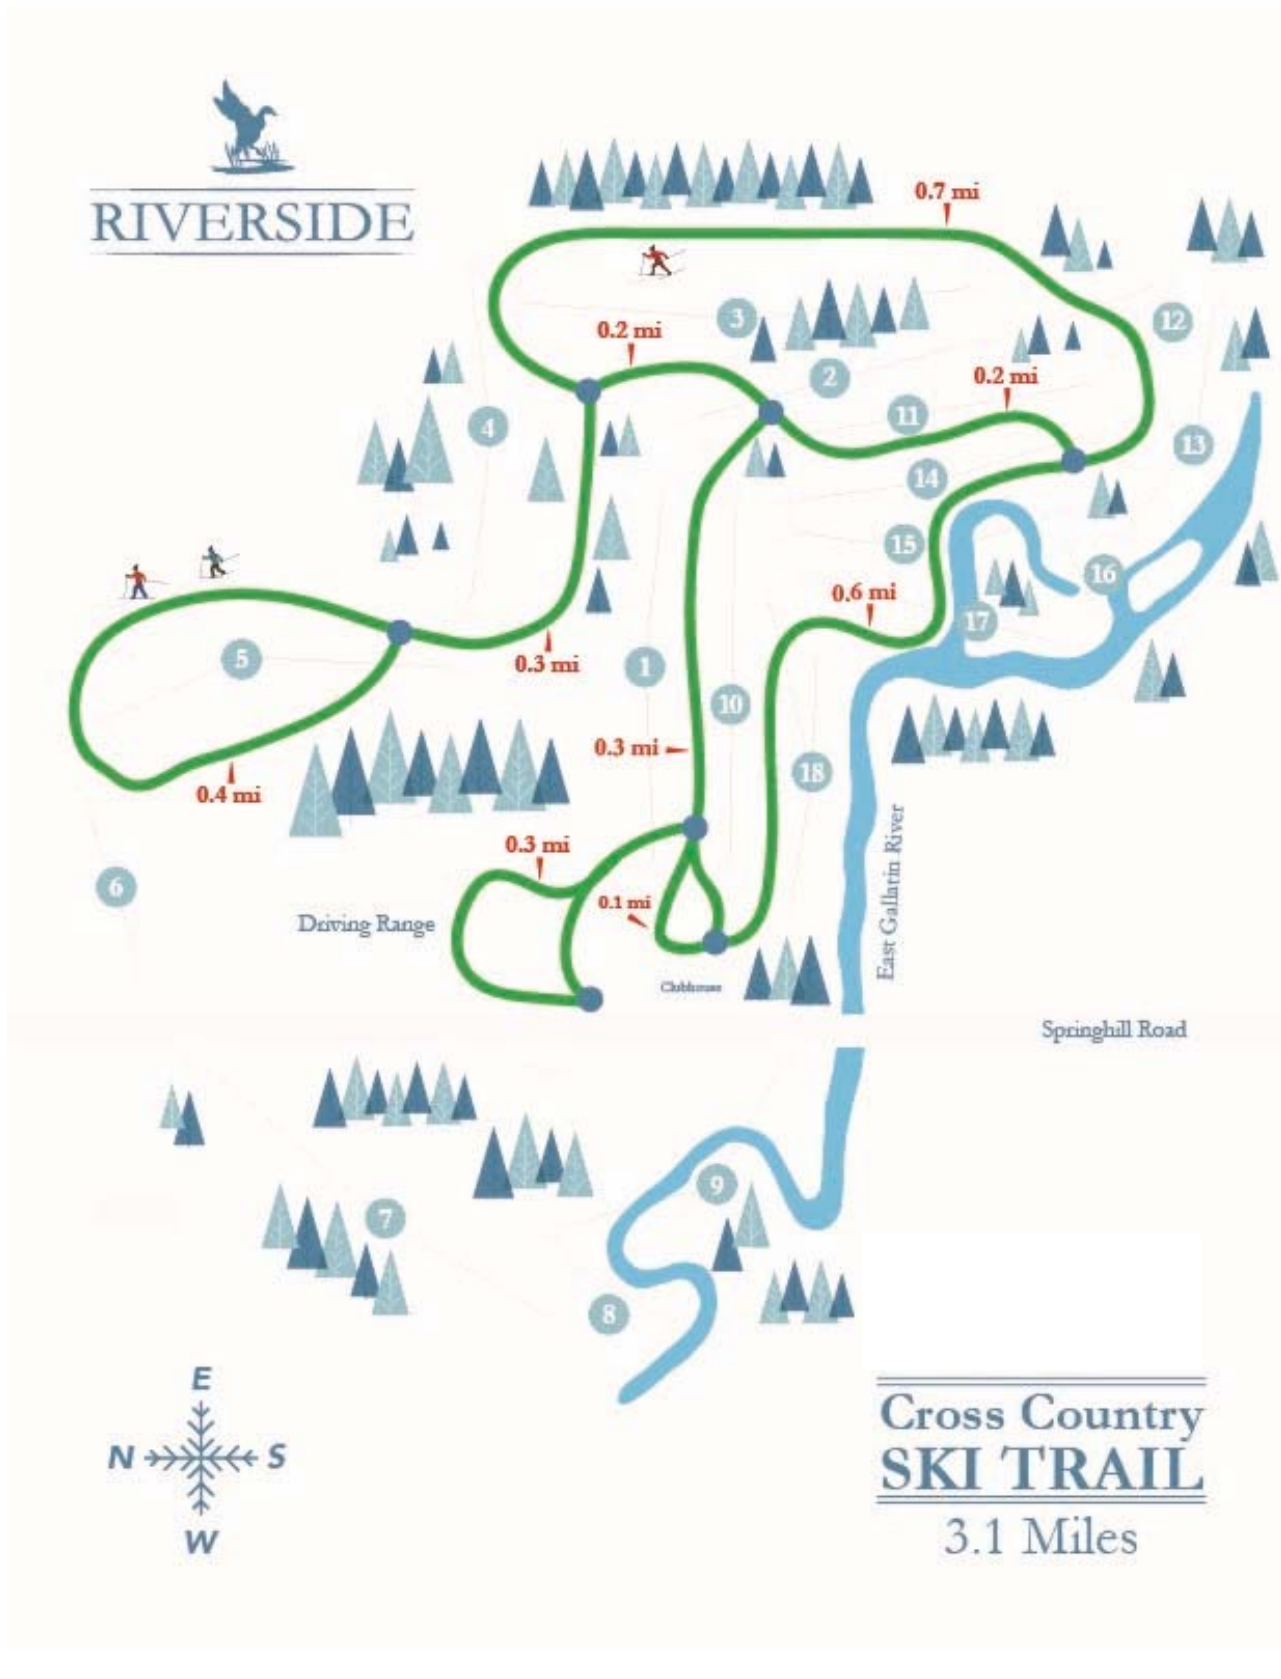 RIVERSIDE
0.7 mi
12
3
0.2 mi
2
0.2 mi
11
4
13
14
15
16
0.6 mi
17
5
0.3 mi
1
10
0.3 mi
18
0.4 mi
0.3 mi
6
0.1 mi
Driving Range
East Gallatin River
Clubhouse
Springhill Road
9
7
8
E
N S
W
Cross Country
SKI TRAIL
3.1 Miles